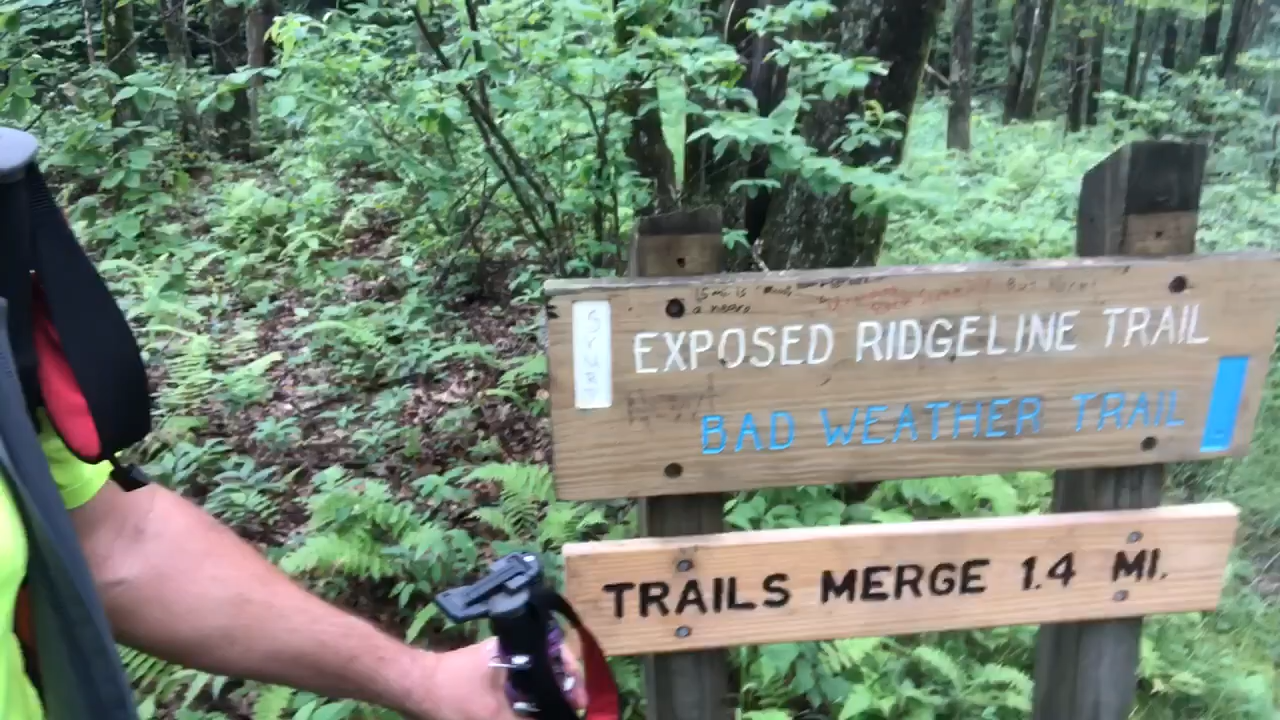 EXPOSED RIDGELINE TRAIL
BAD WEATHER TRAIL
TRAILS MERGE 1.4 MI.